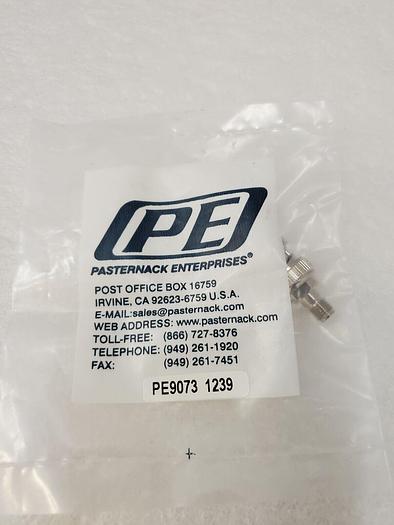 PE
PASTERNACK ENTERPRISES®
POST OFFICE BOX 16759
IRVINE, CA 92623-6759 U.S.A.
E-MAIL:sales@pasternack.com
WEB ADDRESS: www.pasternack.com
TOLL-FREE: (866) 727-8376
TELEPHONE: (949) 261-1920
FAX: (949) 261-7451
PE9073 1239